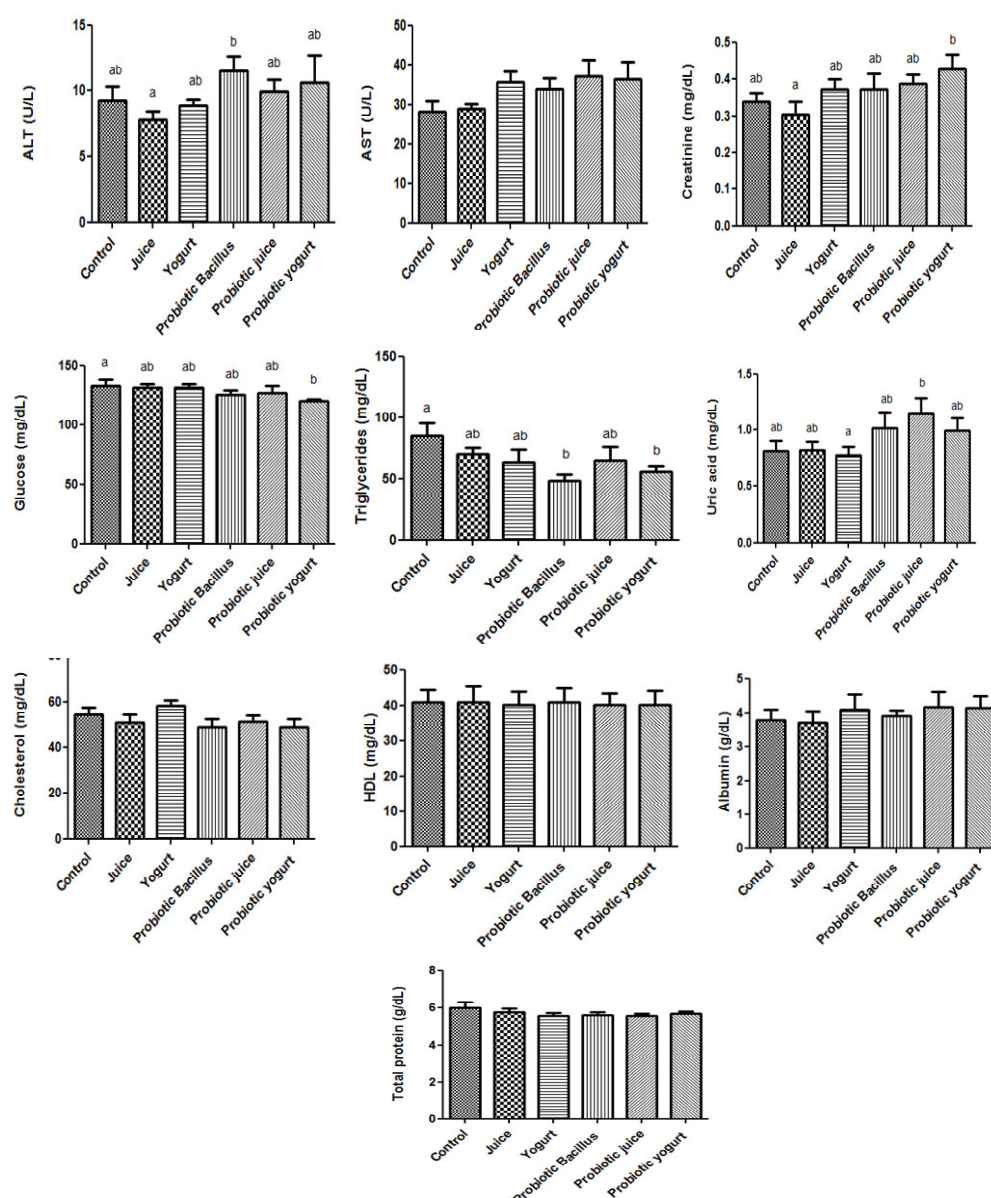 ALT (U/L)
15
10
5
0
ab
a
ab
b
ab
ab
Control
Juice
Yogurt
Probiotic Bacillus
Probiotic juice
Probiotic yogurt
AST (U/L)
50
40
30
20
10
0
Control
Juice
Yogurt
Probiotic Bacillus
Probiotic juice
Probiotic yogurt
Creatinine (mg/dL)
0.5
0.4
0.3
0.2
0.1
0.0
ab
a
ab
ab
ab
b
Control
Juice
Yogurt
Probiotic Bacillus
Probiotic juice
Probiotic yogurt
Glucose (mg/dL)
150
100
50
0
a
ab
ab
ab
ab
b
Control
Juice
Yogurt
Probiotic Bacillus
Probiotic juice
Probiotic yogurt
Triglycerides (mg/dL)
150
100
50
0
a
ab
ab
b
ab
b
Control
Juice
Yogurt
Probiotic Bacillus
Probiotic juice
Probiotic yogurt
Uric acid (mg/dL)
1.5
1.0
0.5
0.0
ab
ab
a
ab
b
ab
Control
Juice
Yogurt
Probiotic Bacillus
Probiotic juice
Probiotic yogurt
Cholesterol (mg/dL)
60
40
20
0
Control
Juice
Yogurt
Probiotic Bacillus
Probiotic juice
Probiotic yogurt
HDL (mg/dL)
50
40
30
20
10
0
Control
Juice
Yogurt
Probiotic Bacillus
Probiotic juice
Probiotic yogurt
Albumin (g/dL)
5
4
3
2
1
0
Control
Juice
Yogurt
Probiotic Bacillus
Probiotic juice
Probiotic yogurt
Total protein (g/dL)
8
6
4
2
0
Control
Juice
Yogurt
Probiotic Bacillus
Probiotic juice
Probiotic yogurt